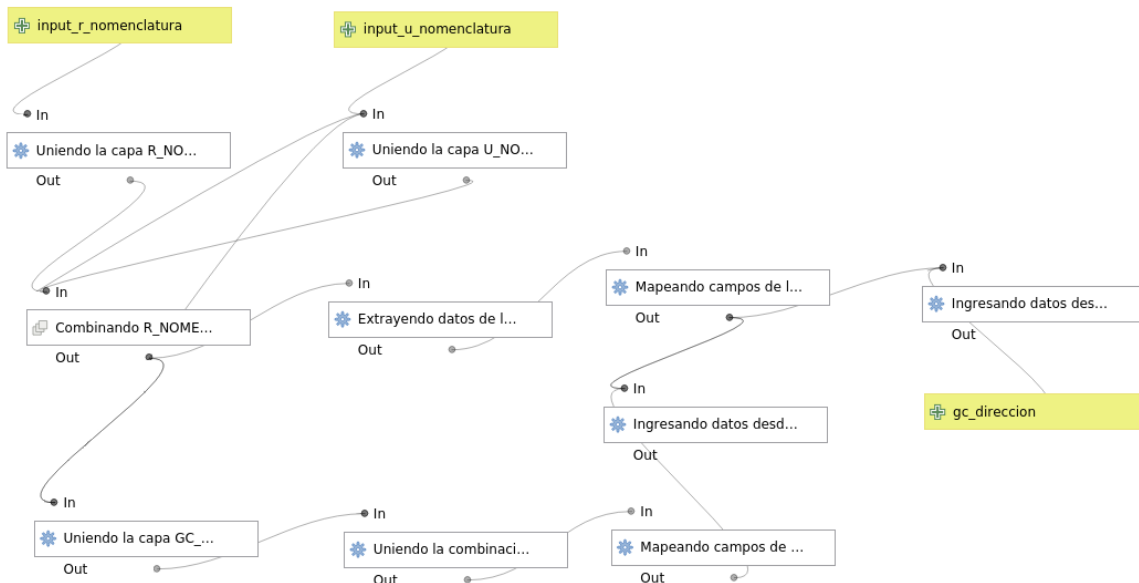 input_r_nomenclatura
input_u_nomenclatura
In
In
Uniendo la capa R_NO...
Uniendo la capa U_NO...
Out
Out
In
In
In
In
Combinando R_NOME...
Extrayendo datos de l...
Mapeando campos de l...
Ingresando datos des...
Out
Out
Out
Out
In
Ingresando datos desd...
gc_direccion
Out
In
In
In
Uniendo la capa GC_...
Uniendo la combinaci...
Mapeando campos de ...
Out
Out
Out